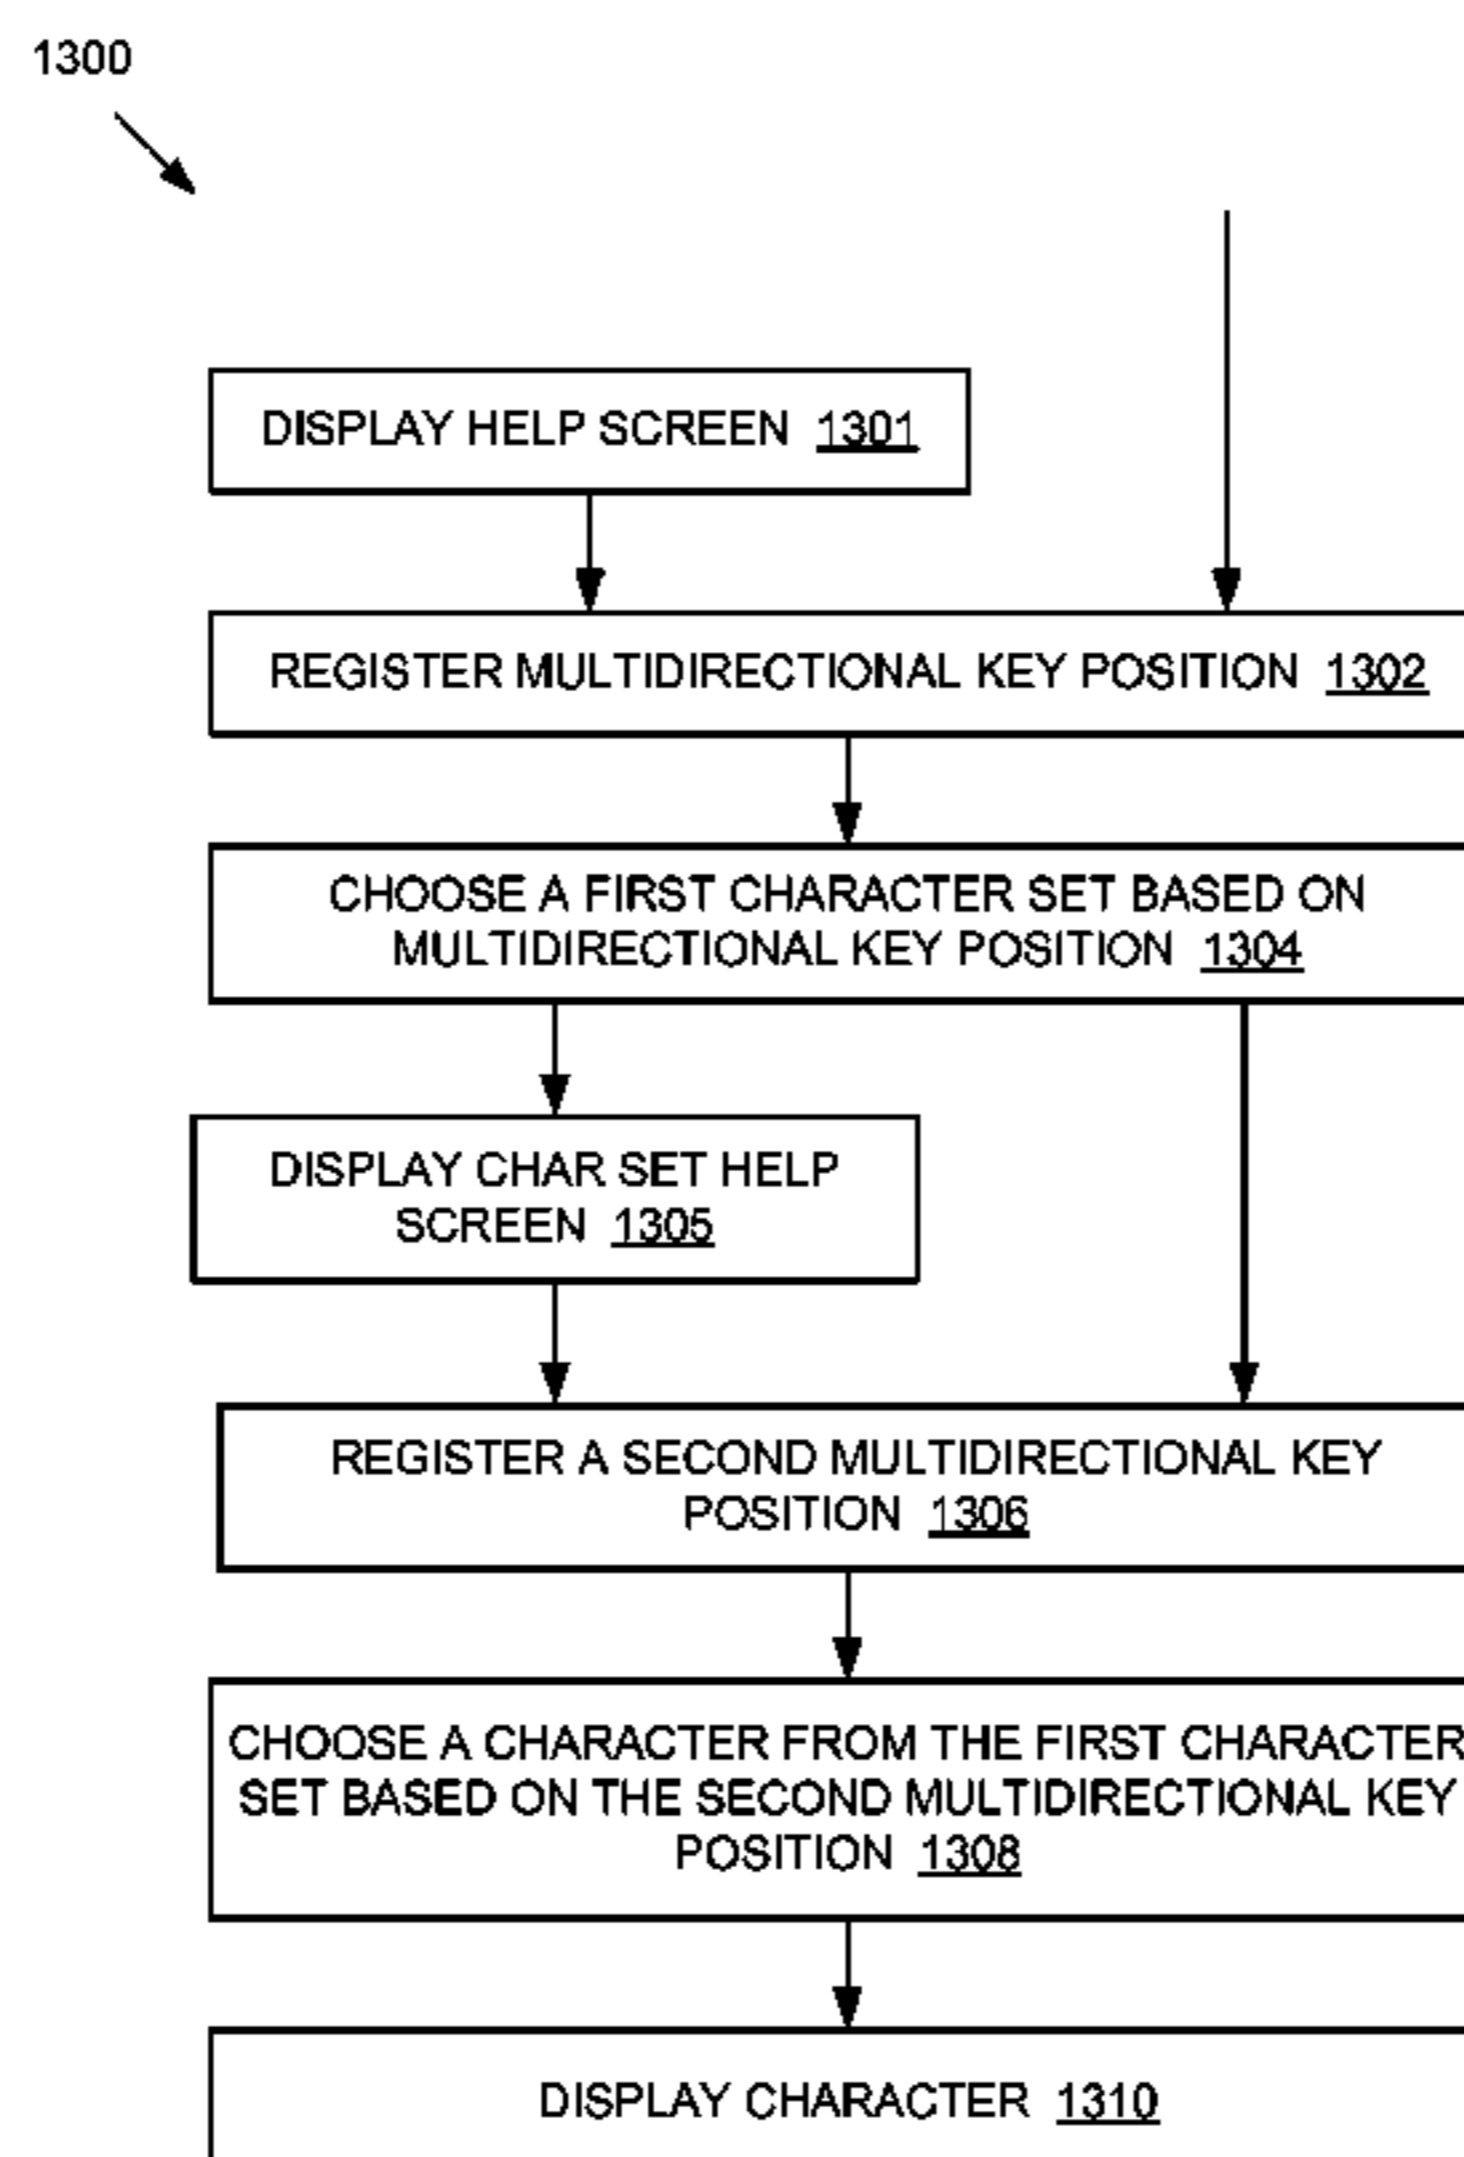 1300
DISPLAY HELP SCREEN 1301
REGISTER MULTIDIRECTIONAL KEY POSITION 1302
CHOOSE A FIRST CHARACTER SET BASED ON
MULTIDIRECTIONAL KEY POSITION 1304
DISPLAY CHAR SET HELP
SCREEN 1305
REGISTER A SECOND MULTIDIRECTIONAL KEY
POSITION 1306
CHOOSE A CHARACTER FROM THE FIRST CHARACTER
SET BASED ON THE SECOND MULTIDIRECTIONAL KEY
POSITION 1308
DISPLAY CHARACTER 1310